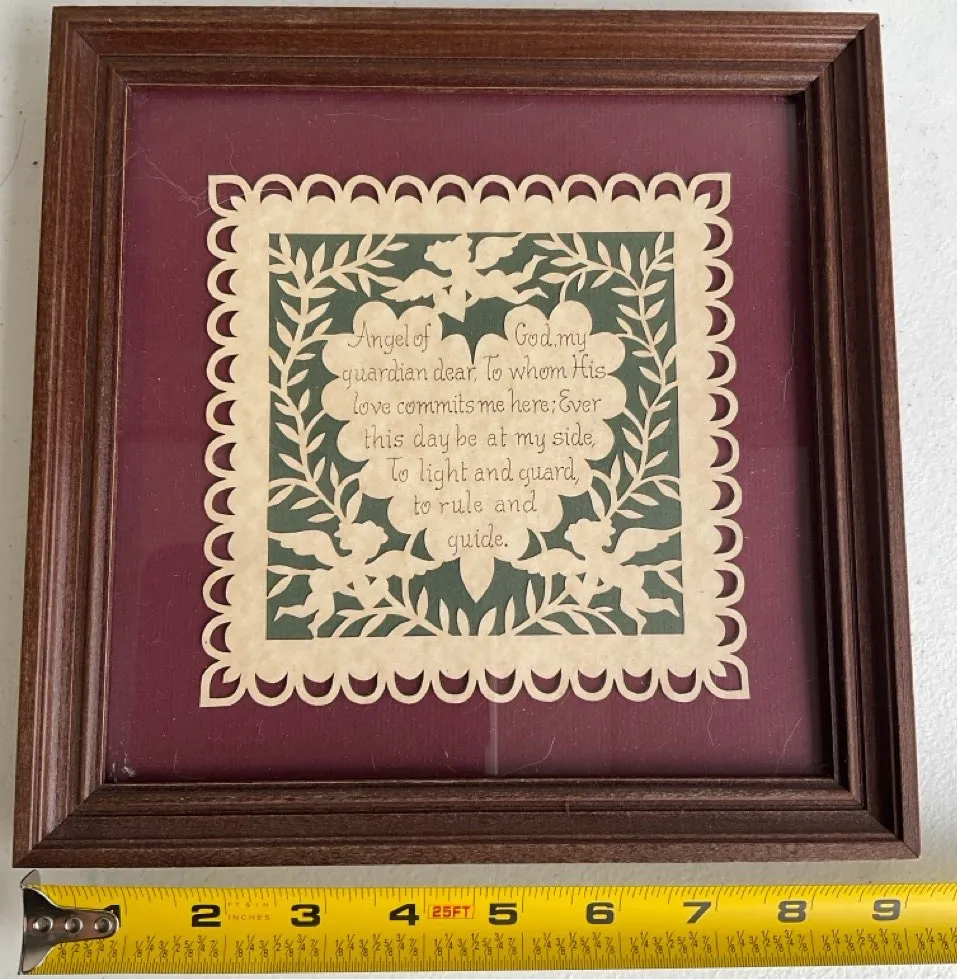 Angel of God, my
guardian dear, To whom His
love commits me here; Ever
this day be at my side,
To light and guard,
to rule and
guide.
1 2 FT & IN INCHES 3 4 25FT 5 6 7 8 9